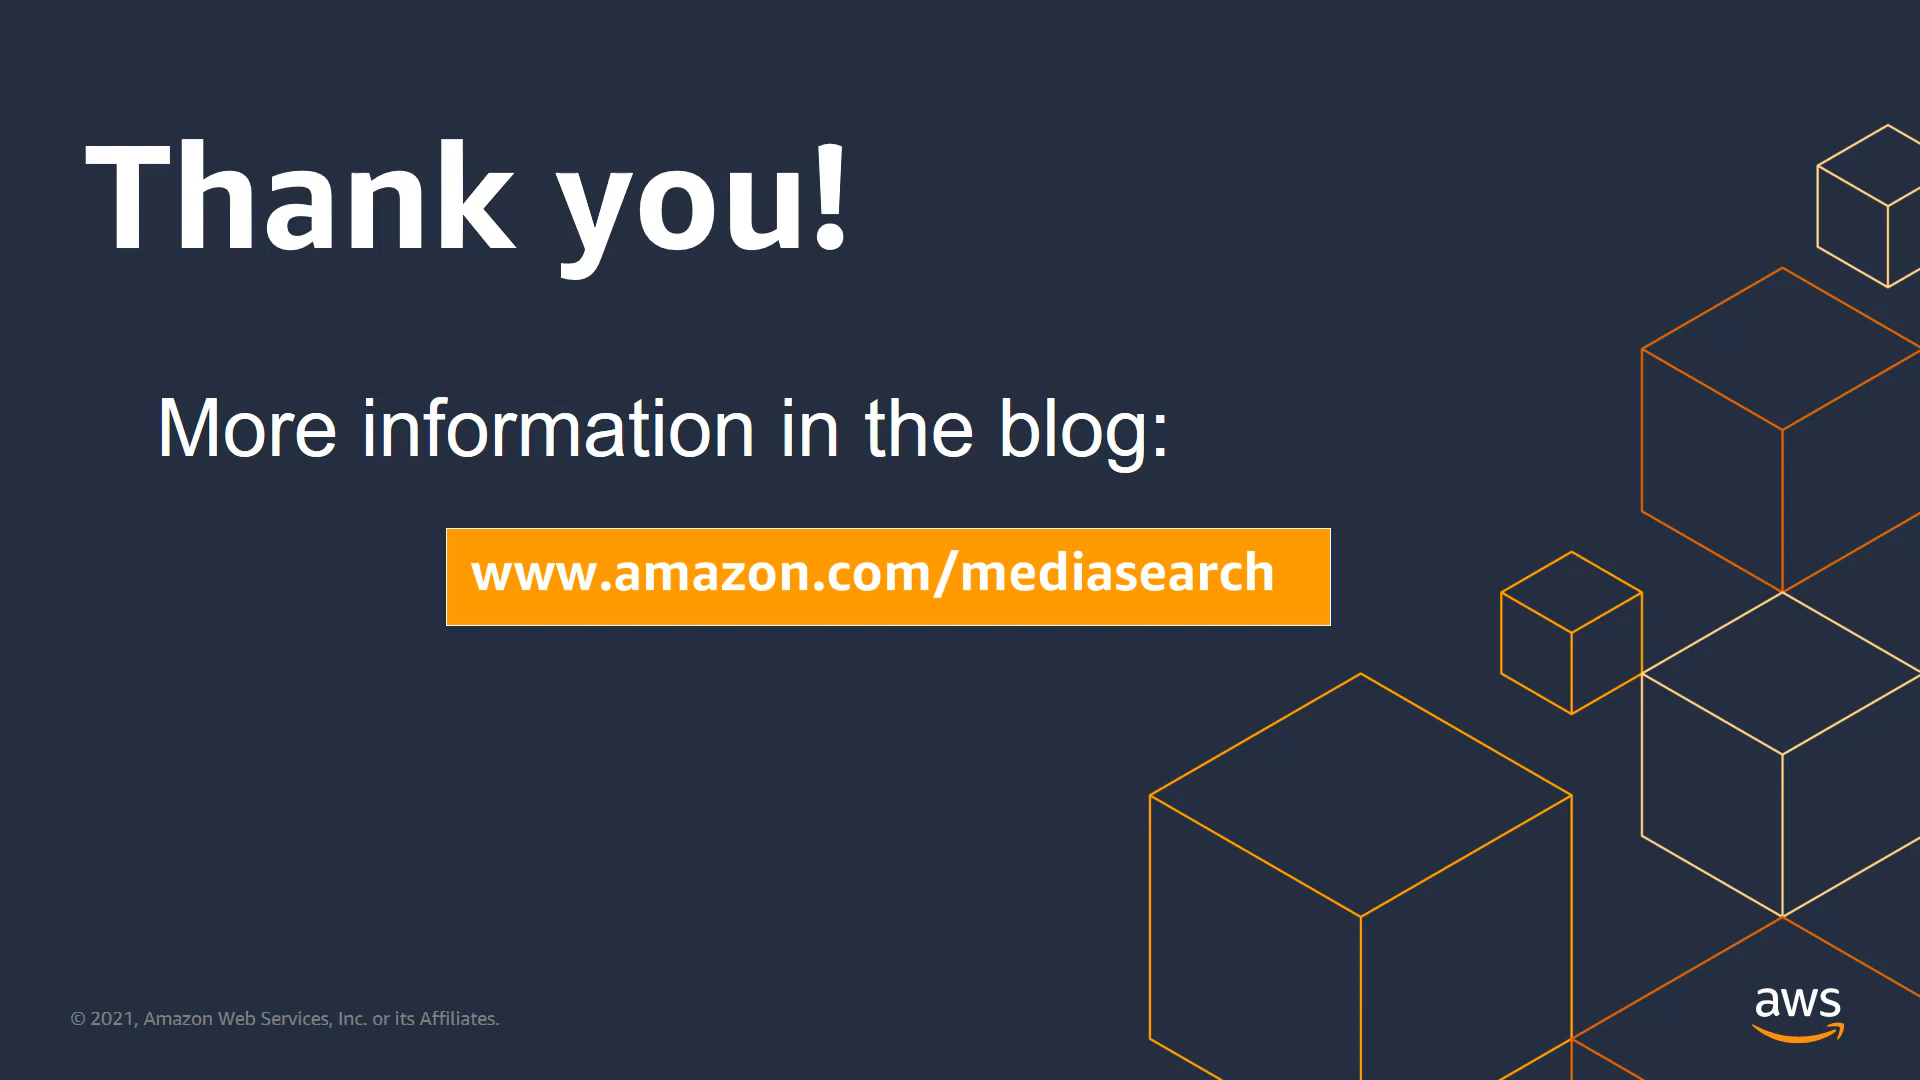 Thank you!
More information in the blog:
www.amazon.com/mediasearch
© 2021, Amazon Web Services, Inc. or its Affiliates.
aws